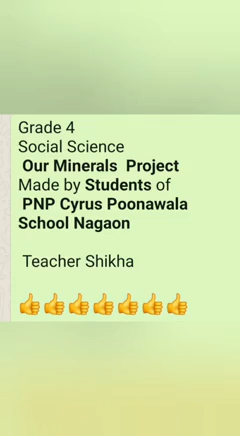 Grade 4
Social Science
Our Minerals Project
Made by Students of
PNP Cyrus Poonawala
School Nagaon
Teacher Shikha
👍👍👍👍👍👍👍